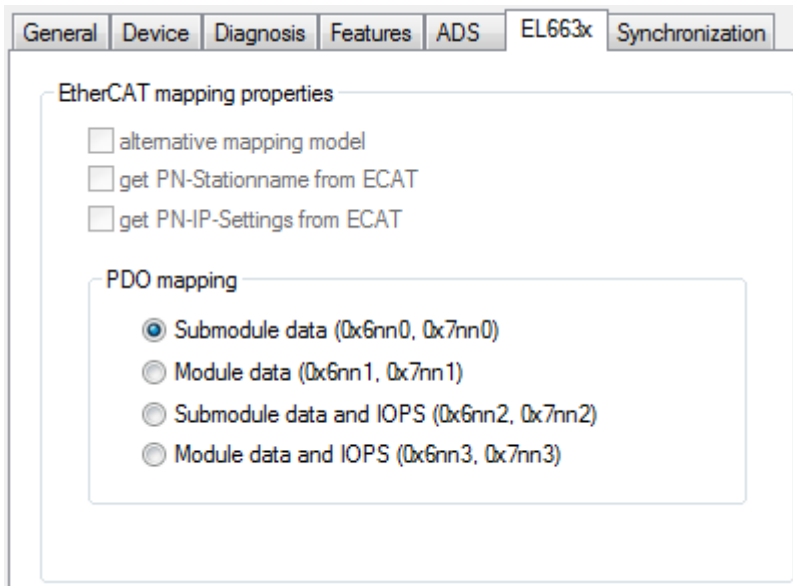 General Device Diagnosis Features ADS EL663x Synchronization
EtherCAT mapping properties
alternative mapping model
get PN-Stationname from ECAT
get PN-IP-Settings from ECAT
PDO mapping
Submodule data (0x6nn0, 0x7nn0)
Module data (0x6nn1, 0x7nn1)
Submodule data and IOPS (0x6nn2, 0x7nn2)
Module data and IOPS (0x6nn3, 0x7nn3)